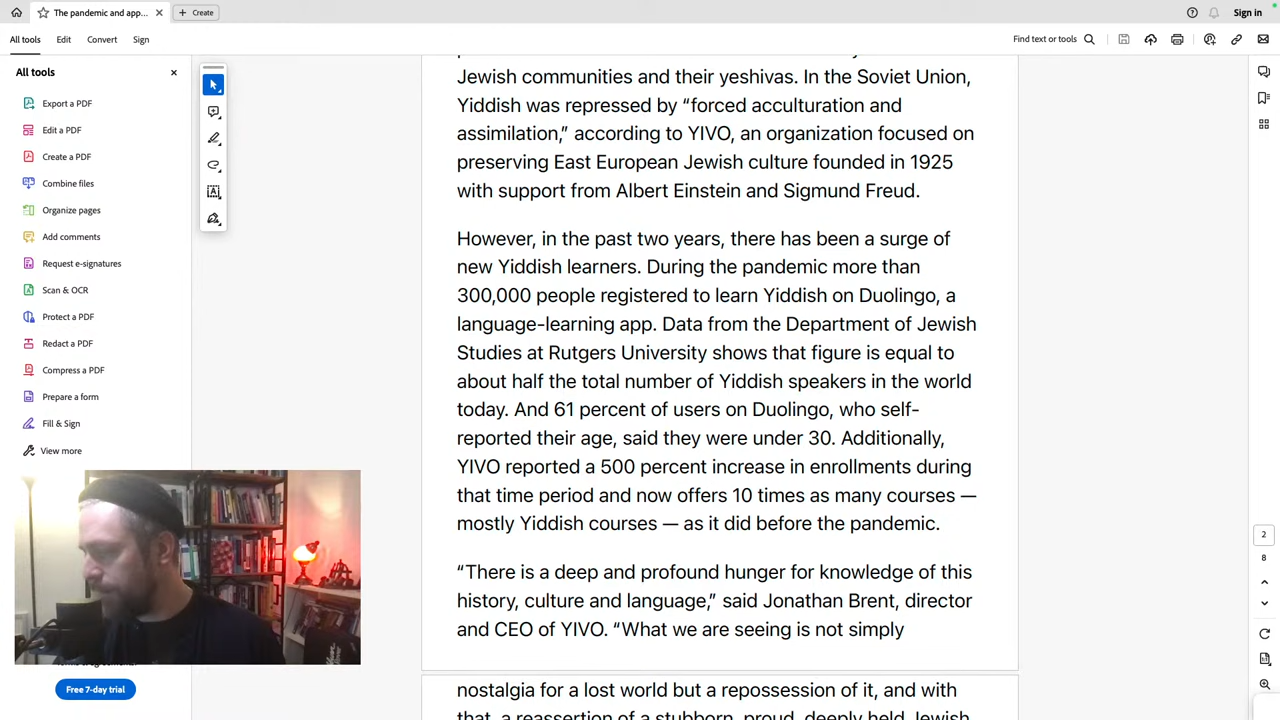 The pandemic and app...
Create
Sign in
All tools
Edit
Convert
Sign
Find text or tools
All tools
Export a PDF
Edit a PDF
Create a PDF
Combine files
Organize pages
Add comments
Request e-signatures
Scan & OCR
Protect a PDF
Redact a PDF
Compress a PDF
Prepare a form
Fill & Sign
View more
Free 7-day trial
Jewish communities and their yeshivas. In the Soviet Union,
Yiddish was repressed by “forced acculturation and
assimilation,” according to YIVO, an organization focused on
preserving East European Jewish culture founded in 1925
with support from Albert Einstein and Sigmund Freud.
However, in the past two years, there has been a surge of
new Yiddish learners. During the pandemic more than
300,000 people registered to learn Yiddish on Duolingo, a
language-learning app. Data from the Department of Jewish
Studies at Rutgers University shows that figure is equal to
about half the total number of Yiddish speakers in the world
today. And 61 percent of users on Duolingo, who self-
reported their age, said they were under 30. Additionally,
YIVO reported a 500 percent increase in enrollments during
that time period and now offers 10 times as many courses —
mostly Yiddish courses — as it did before the pandemic.
“There is a deep and profound hunger for knowledge of this
history, culture and language,” said Jonathan Brent, director
and CEO of YIVO. “What we are seeing is not simply
nostalgia for a lost world but a repossession of it, and with
that, a reassertion of a stubborn, proud, deeply held Jewish
2
8